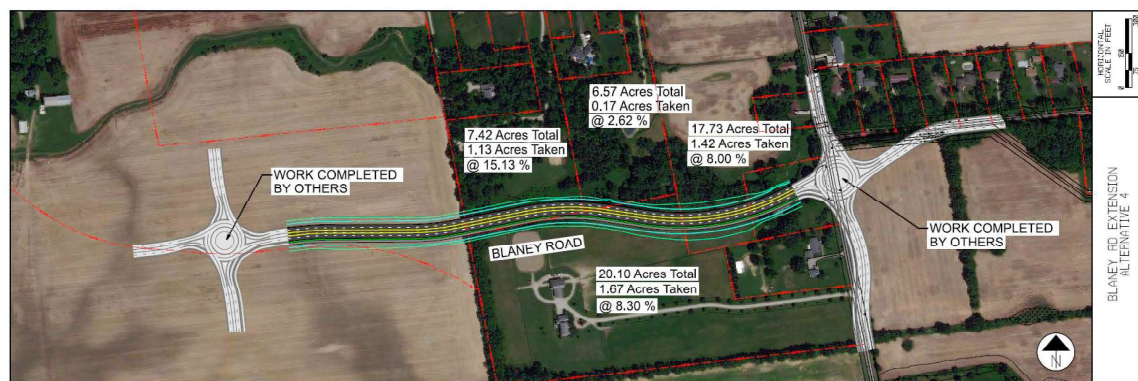 6.57 Acres Total
0.17 Acres Taken
@ 2.62 %
7.42 Acres Total
1.13 Acres Taken
@ 15.13 %
17.73 Acres Total
1.42 Acres Taken
@ 8.00 %
WORK COMPLETED
BY OTHERS
WORK COMPLETED
BY OTHERS
BLANEY ROAD
20.10 Acres Total
1.67 Acres Taken
@ 8.30 %
N
HORIZONTAL
SCALE IN FEET
0
75
BLANEY RD EXTENSION
ALTERNATIVE 4